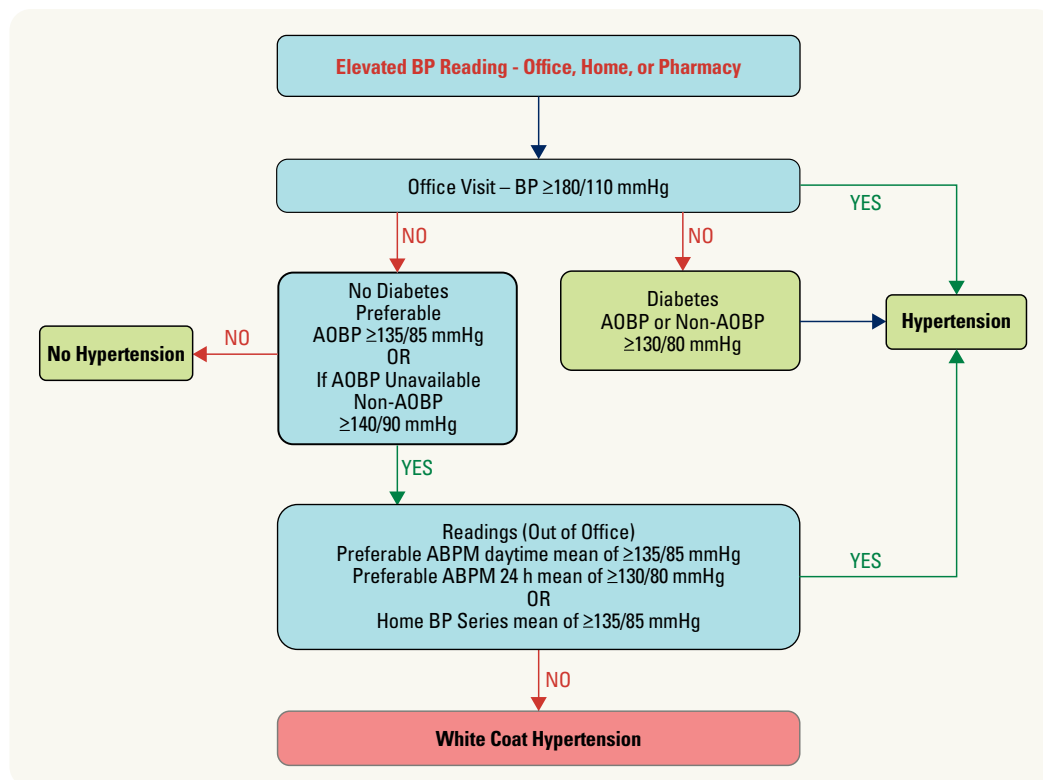 Elevated BP Reading - Office, Home, or Pharmacy
Office Visit – BP ≥180/110 mmHg
YES
NO
NO
No Diabetes
Preferable
AOBP ≥135/85 mmHg
OR
If AOBP Unavailable
Non-AOBP
≥140/90 mmHg
Diabetes
AOBP or Non-AOBP
≥130/80 mmHg
Hypertension
NO
No Hypertension
YES
Readings (Out of Office)
Preferable ABPM daytime mean of ≥135/85 mmHg
Preferable ABPM 24 h mean of ≥130/80 mmHg
OR
Home BP Series mean of ≥135/85 mmHg
YES
NO
White Coat Hypertension